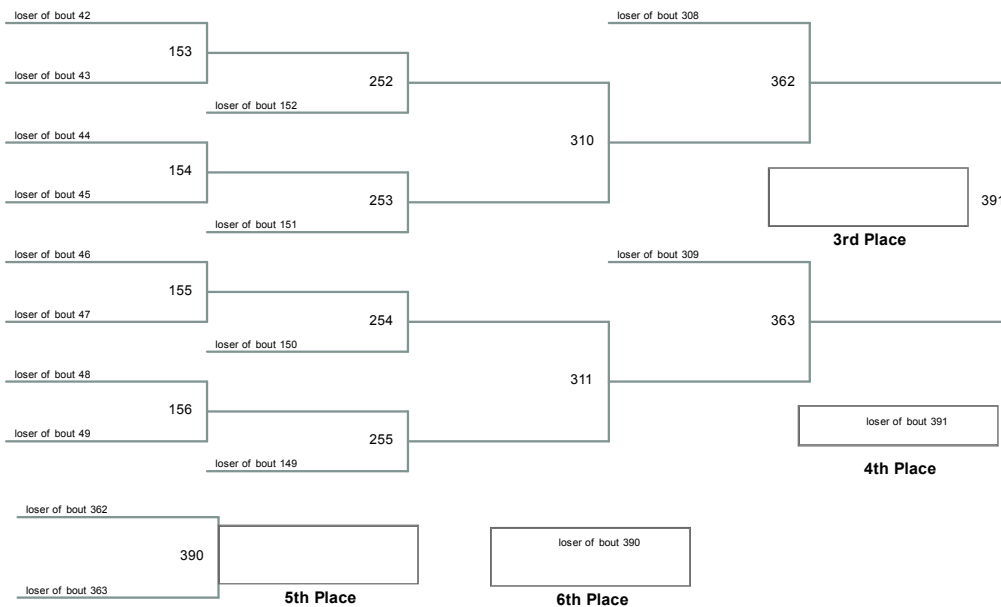 loser of bout 42
loser of bout 308
153
loser of bout 43
252
362
loser of bout 152
loser of bout 44
310
154
loser of bout 45
253
391
loser of bout 151
3rd Place
loser of bout 46
loser of bout 309
155
loser of bout 47
254
363
loser of bout 150
loser of bout 48
311
156
loser of bout 49
loser of bout 391
255
loser of bout 149
4th Place
loser of bout 362
390
loser of bout 390
loser of bout 363
5th Place
6th Place